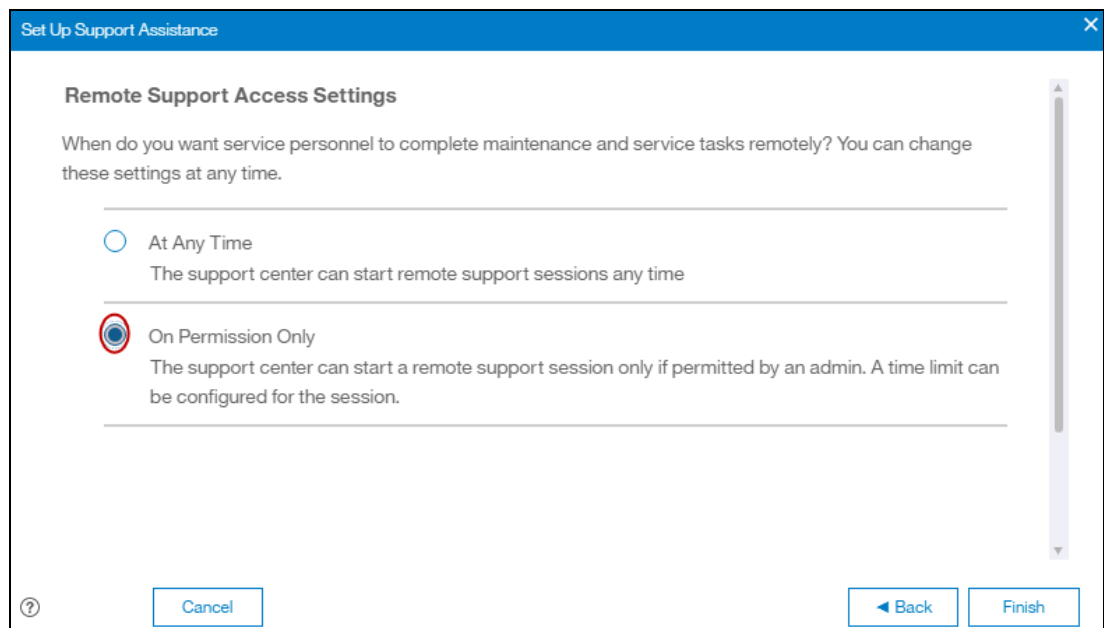 Set Up Support Assistance
Remote Support Access Settings
When do you want service personnel to complete maintenance and service tasks remotely? You can change
these settings at any time.
At Any Time
The support center can start remote support sessions any time
On Permission Only
The support center can start a remote support session only if permitted by an admin. A time limit can
be configured for the session.
?
Cancel
◄ Back
Finish